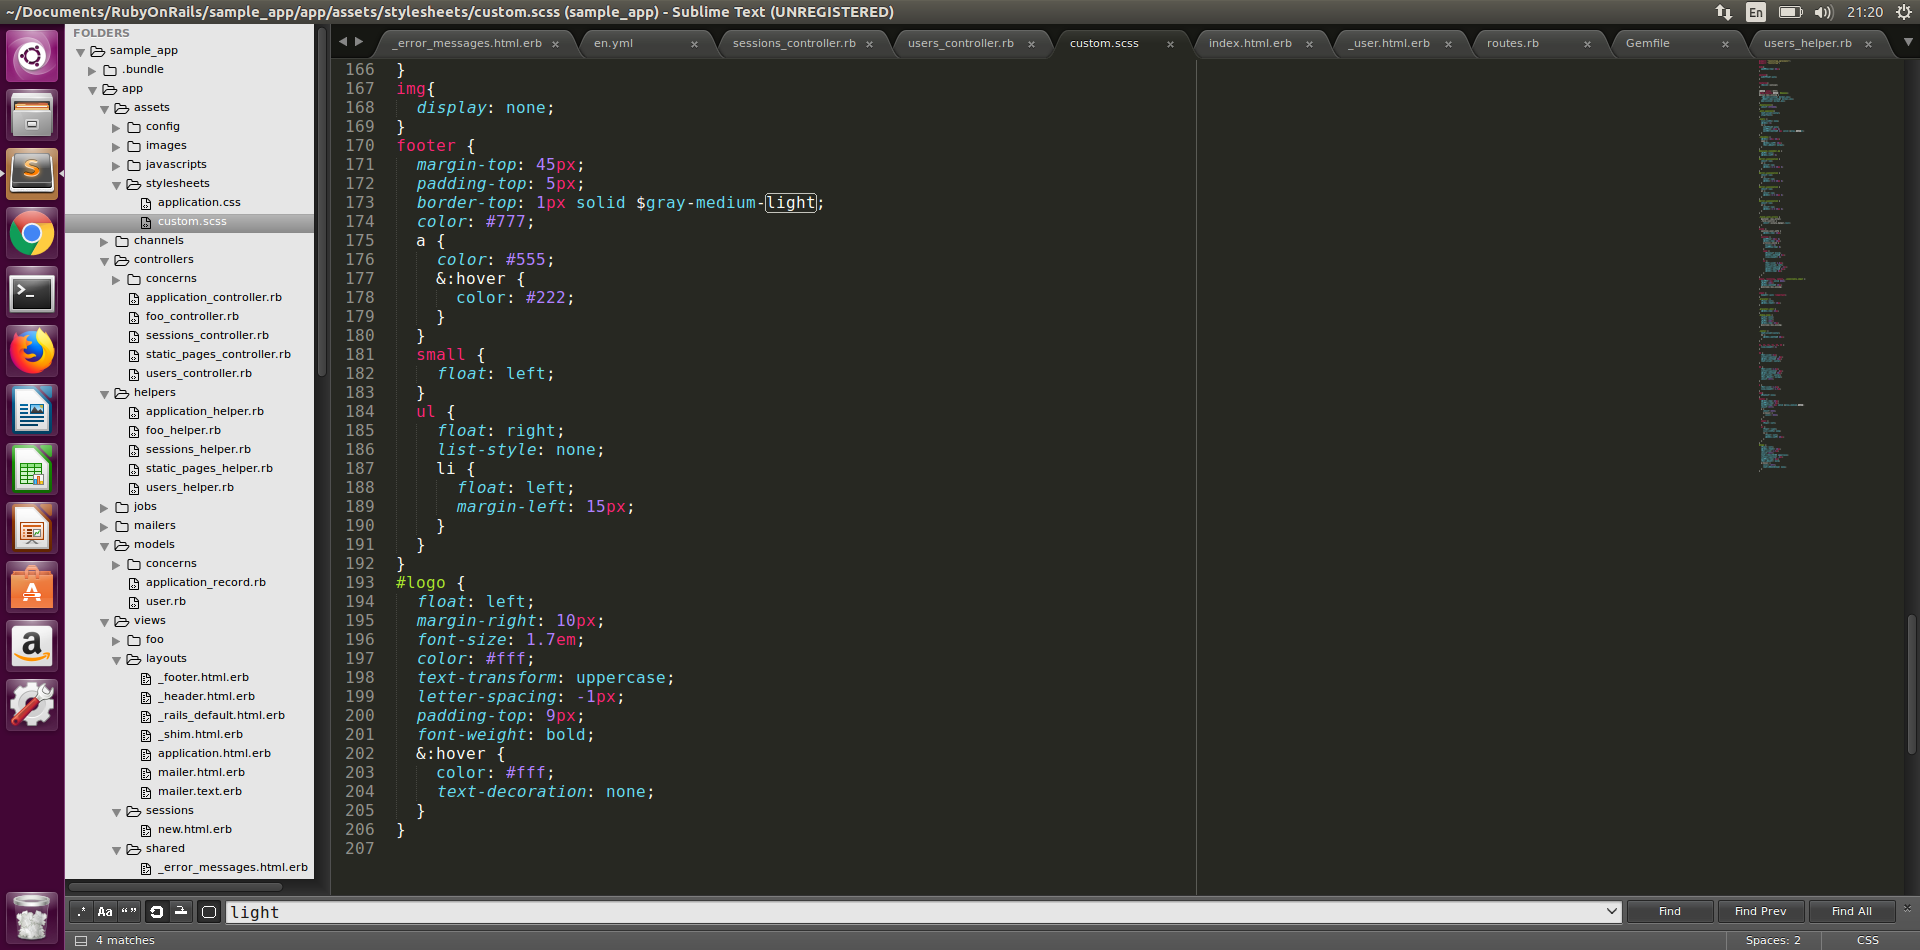 ~/Documents/RubyOnRails/sample_app/app/assets/stylesheets/custom.scss (sample_app) - Sublime Text (UNREGISTERED)
En
21:20
FOLDERS
sample_app
.bundle
app
assets
config
images
javascripts
stylesheets
application.css
custom.scss
channels
controllers
concerns
application_controller.rb
foo_controller.rb
sessions_controller.rb
static_pages_controller.rb
users_controller.rb
helpers
application_helper.rb
foo_helper.rb
sessions_helper.rb
static_pages_helper.rb
users_helper.rb
jobs
mailers
models
concerns
application_record.rb
user.rb
views
foo
layouts
_footer.html.erb
_header.html.erb
_rails_default.html.erb
_shim.html.erb
application.html.erb
mailer.html.erb
mailer.text.erb
sessions
new.html.erb
shared
_error_messages.html.erb
_error_messages.html.erb ×
en.yml ×
sessions_controller.rb ×
users_controller.rb ×
custom.scss ×
index.html.erb ×
_user.html.erb ×
routes.rb ×
Gemfile ×
users_helper.rb ×
166 }
167 img{
168   display: none;
169 }
170 footer {
171   margin-top: 45px;
172   padding-top: 5px;
173   border-top: 1px solid $gray-medium-light;
174   color: #777;
175   a {
176     color: #555;
177     &:hover {
178       color: #222;
179     }
180   }
181   small {
182     float: left;
183   }
184   ul {
185     float: right;
186     list-style: none;
187     li {
188       float: left;
189       margin-left: 15px;
190     }
191   }
192 }
193 #logo {
194   float: left;
195   margin-right: 10px;
196   font-size: 1.7em;
197   color: #fff;
198   text-transform: uppercase;
199   letter-spacing: -1px;
200   padding-top: 9px;
201   font-weight: bold;
202   &:hover {
203     color: #fff;
204     text-decoration: none;
205   }
206 }
207
.* Aa “” light Find Find Prev Find All ×
4 matches
Spaces: 2 CSS